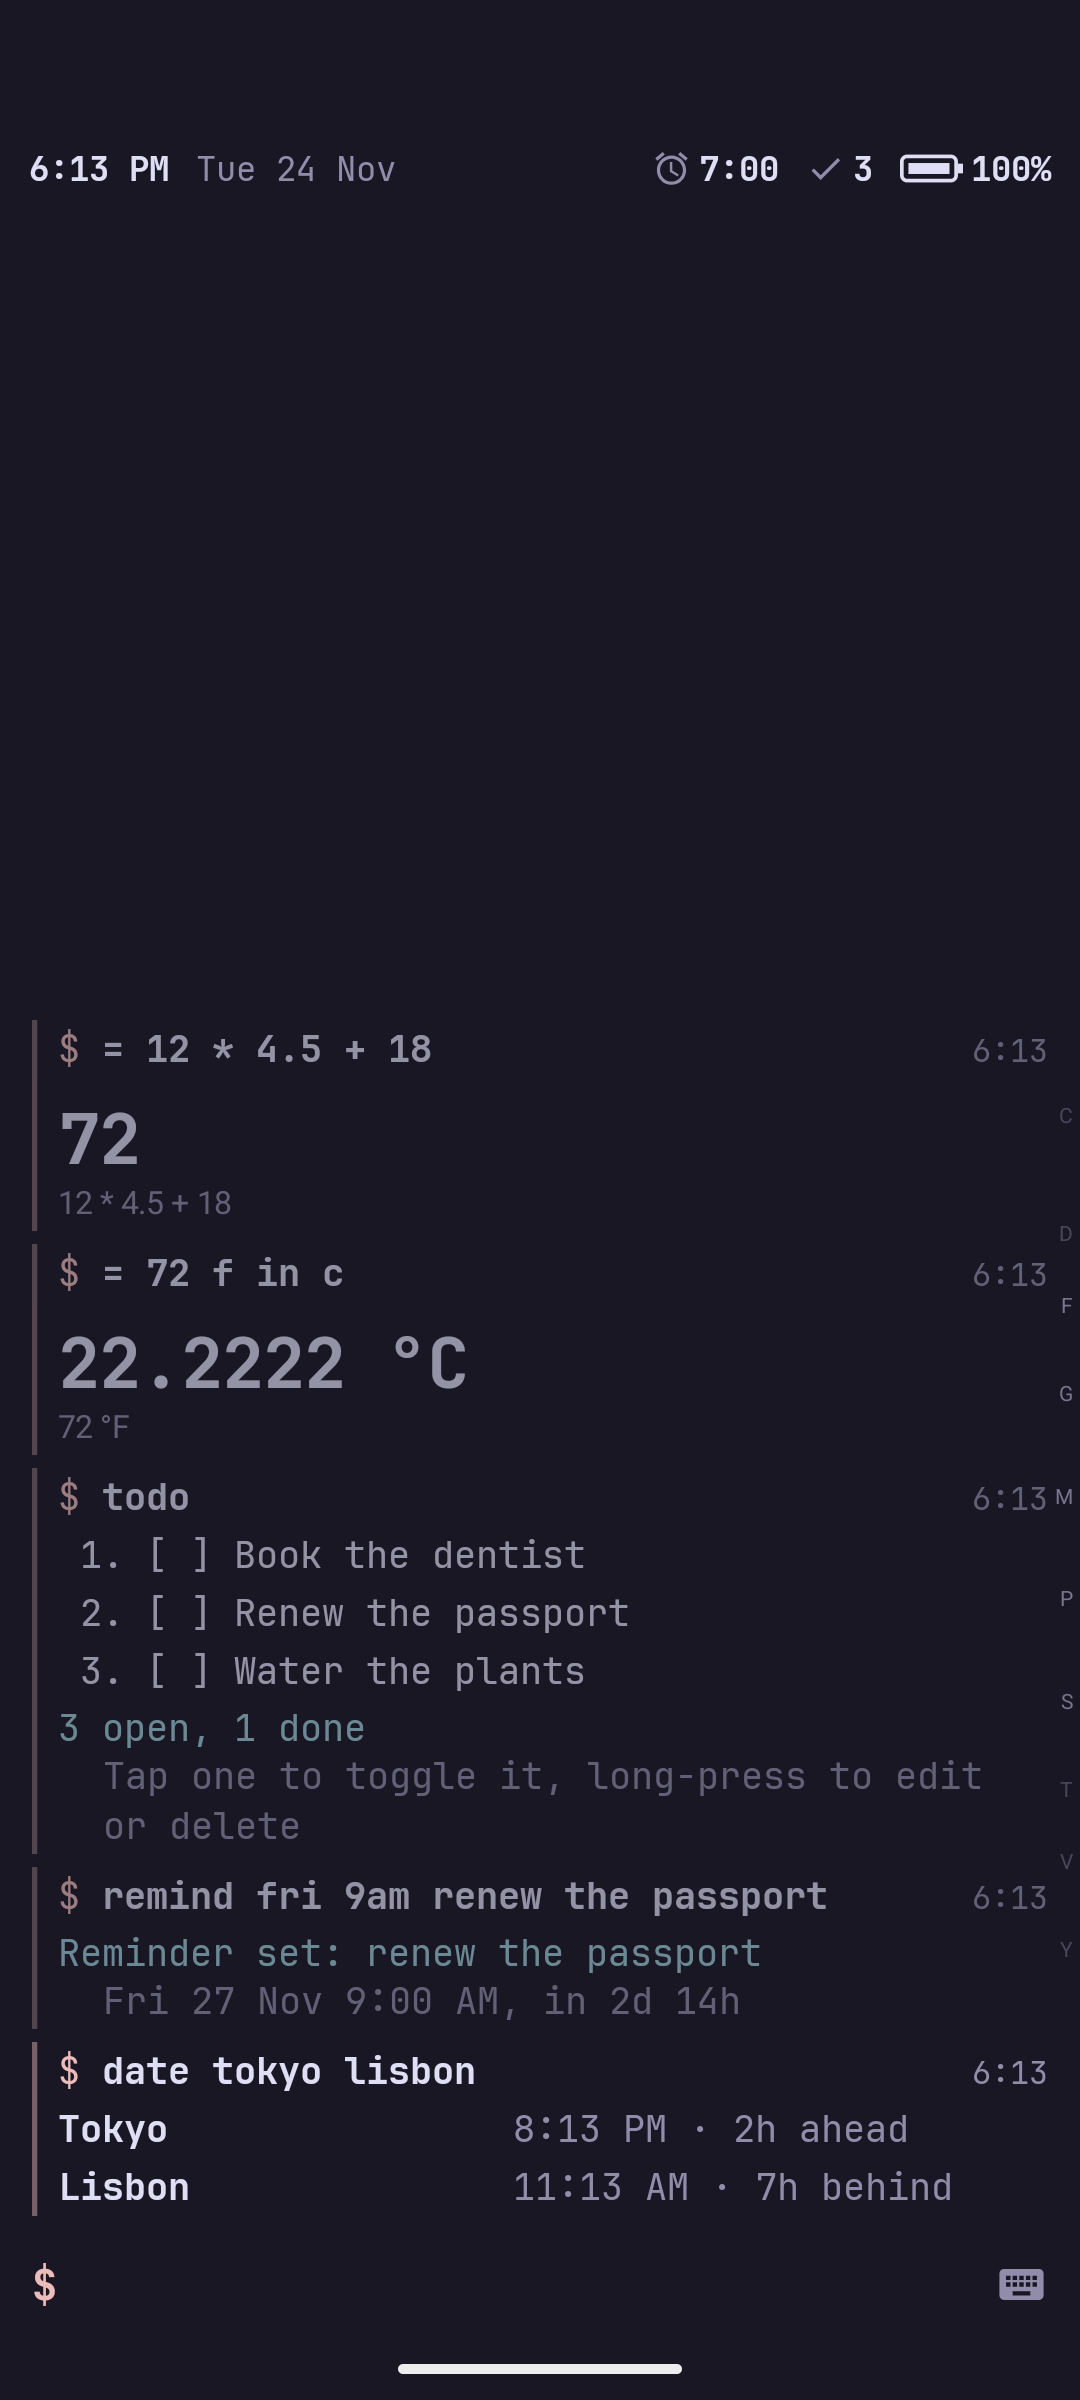 6:13 PM Tue 24 Nov 7:00 3 100%
$ = 12 * 4.5 + 18 6:13
72
12 * 4.5 + 18
C
D
$ = 72 f in c 6:13
F
22.2222 °C
G
72 °F
$ todo 6:13
M
1. [ ] Book the dentist
2. [ ] Renew the passport
P
3. [ ] Water the plants
S
3 open, 1 done
Tap one to toggle it, long-press to edit
T
or delete
V
$ remind fri 9am renew the passport 6:13
Reminder set: renew the passport
Y
Fri 27 Nov 9:00 AM, in 2d 14h
$ date tokyo lisbon 6:13
Tokyo 8:13 PM · 2h ahead
Lisbon 11:13 AM · 7h behind
$